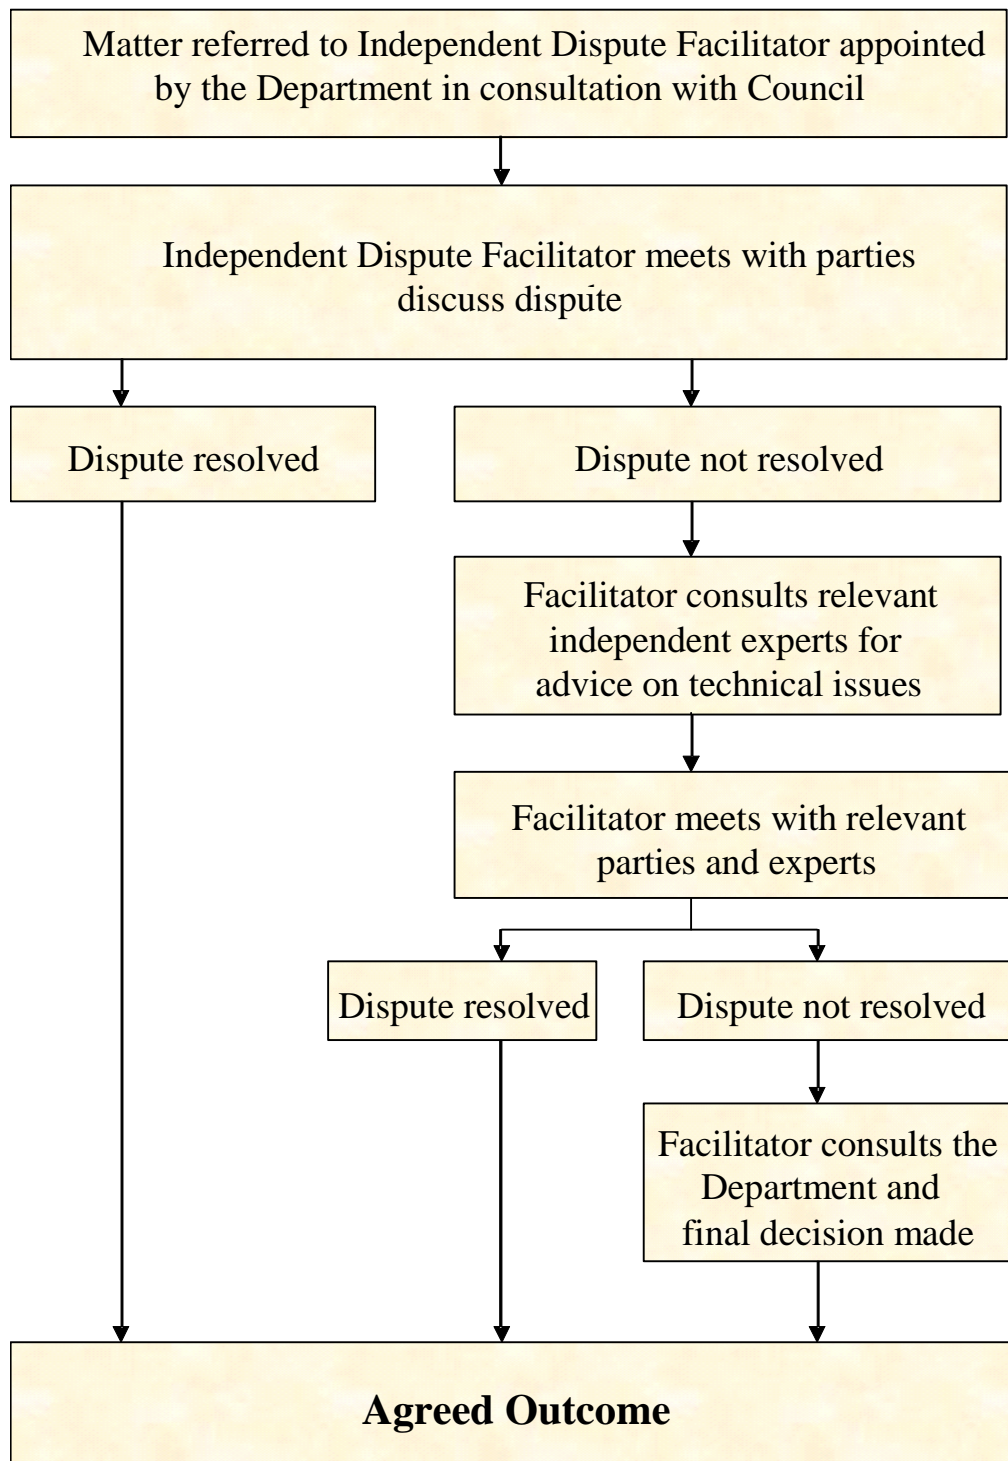 Matter referred to Independent Dispute Facilitator appointed
by the Department in consultation with Council
Independent Dispute Facilitator meets with parties
discuss dispute
Dispute resolved
Dispute not resolved
Facilitator consults relevant
independent experts for
advice on technical issues
Facilitator meets with relevant
parties and experts
Dispute resolved
Dispute not resolved
Facilitator consults the
Department and
final decision made
Agreed Outcome